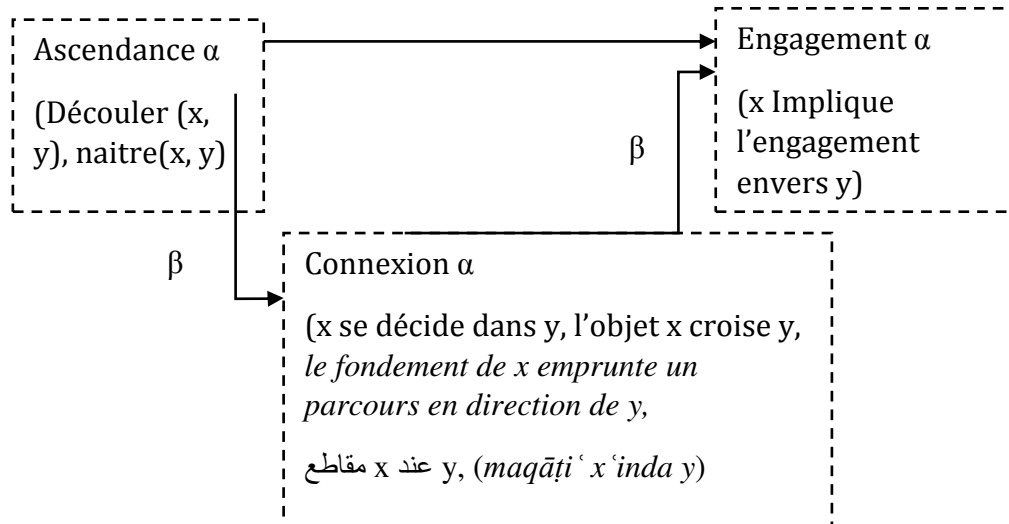 Ascendance α
(Découler (x,
y), naitre(x, y)
Engagement α
(x Implique
l’engagement
envers y)
β
β
Connexion α
(x se décide dans y, l’objet x croise y,
le fondement de x emprunte un
parcours en direction de y,
مقاطع x عند y, (maqāṭiʿ x ʿinda y)